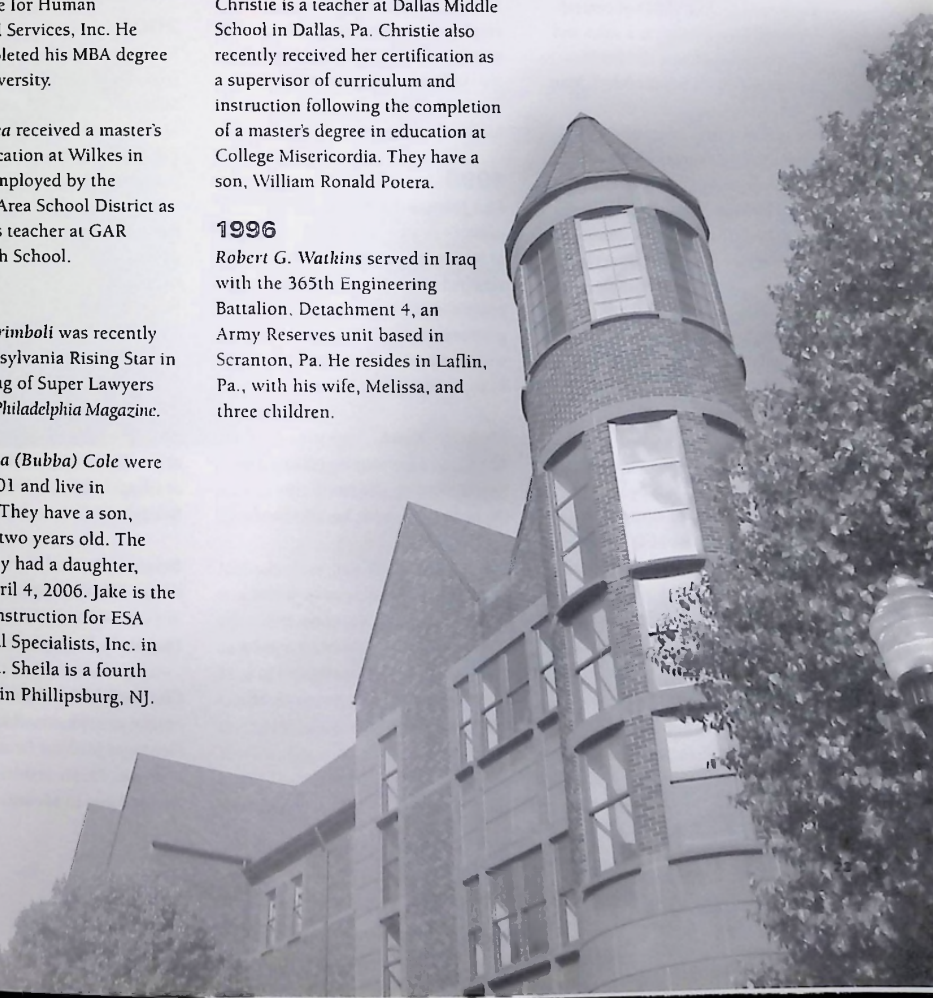 e for Human
Services, Inc. He
leted his MBA degree
versity.
a received a master's
cation at Wilkes in
mployed by the
Area School District as
s teacher at GAR
h School.
rimboli was recently
sylvania Rising Star in
ng of Super Lawyers
Philadelphia Magazine.
a (Bubba) Cole were
01 and live in
They have a son,
two years old. The
y had a daughter,
ril 4, 2006. Jake is the
nstruction for ESA
l Specialists, Inc. in
. Sheila is a fourth
in Phillipsburg, NJ.
Christie is a teacher at Dallas Middle
School in Dallas, Pa. Christie also
recently received her certification as
a supervisor of curriculum and
instruction following the completion
of a master's degree in education at
College Misericordia. They have a
son, William Ronald Potera.
1996
Robert G. Watkins served in Iraq
with the 365th Engineering
Battalion, Detachment 4, an
Army Reserves unit based in
Scranton, Pa. He resides in Laflin,
Pa., with his wife, Melissa, and
three children.